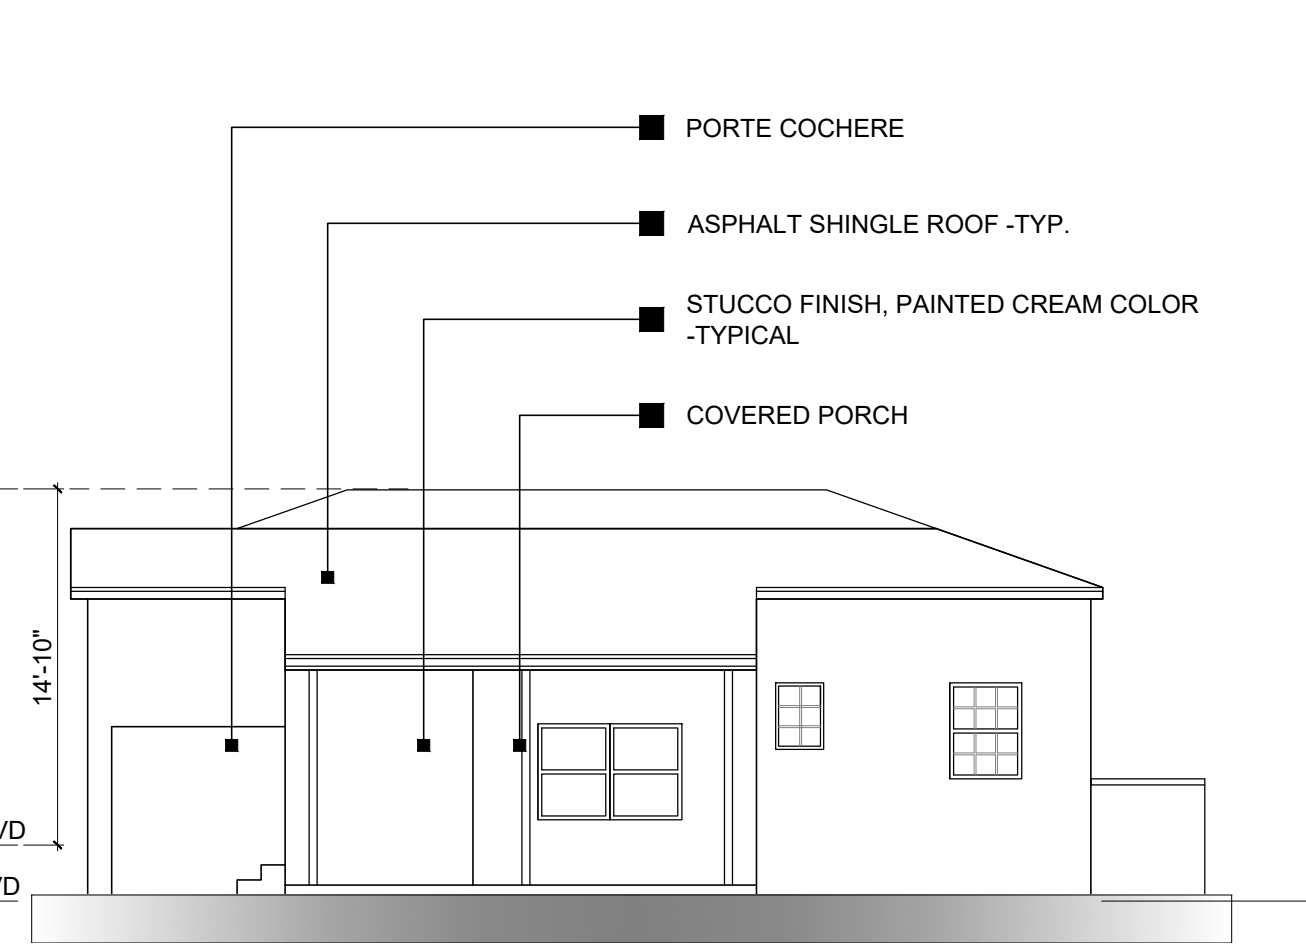 PORTE COCHERE
ASPHALT SHINGLE ROOF -TYP.
STUCCO FINISH, PAINTED CREAM COLOR
-TYPICAL
COVERED PORCH
14'-10"